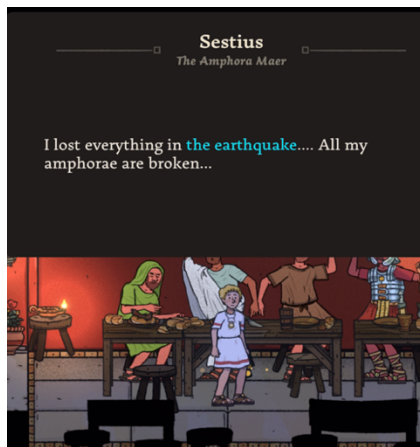 Sestius
The Amphora Maer
I lost everything in the earthquake.... All my
amphorae are broken...